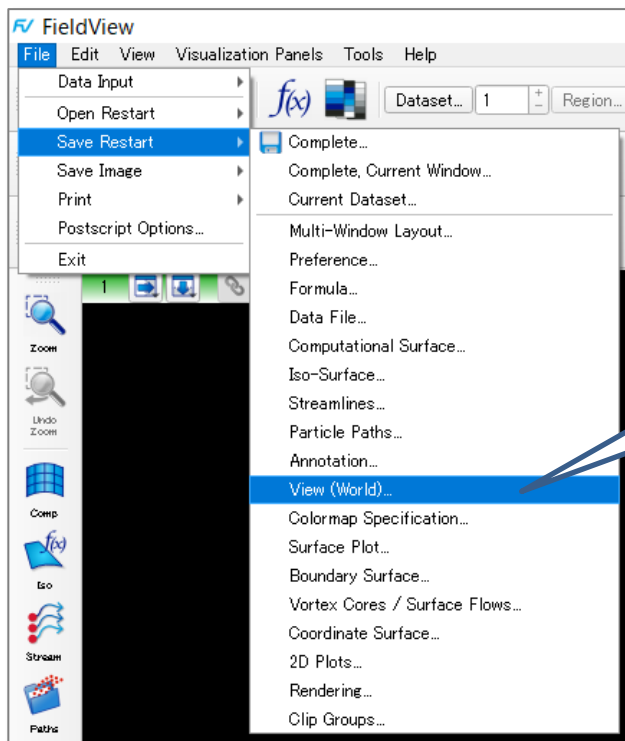 FieldView
File Edit View Visualization Panels Tools Help
Data Input
Open Restart
Save Restart
Save Image
Print
Postscript Options...
Exit
f(x) Dataset... 1 Region...
Complete...
Complete, Current Window...
Current Dataset...
Multi-Window Layout...
Preference...
Formula...
Data File...
Computational Surface...
Iso-Surface...
Streamlines...
Particle Paths...
Annotation...
View (World)...
Colormap Specification...
Surface Plot...
Boundary Surface...
Vortex Cores / Surface Flows...
Coordinate Surface...
2D Plots...
Rendering...
Clip Groups...
1
Zoom
Undo
Zoom
Comp
f(x)
Iso
Stream
Paths